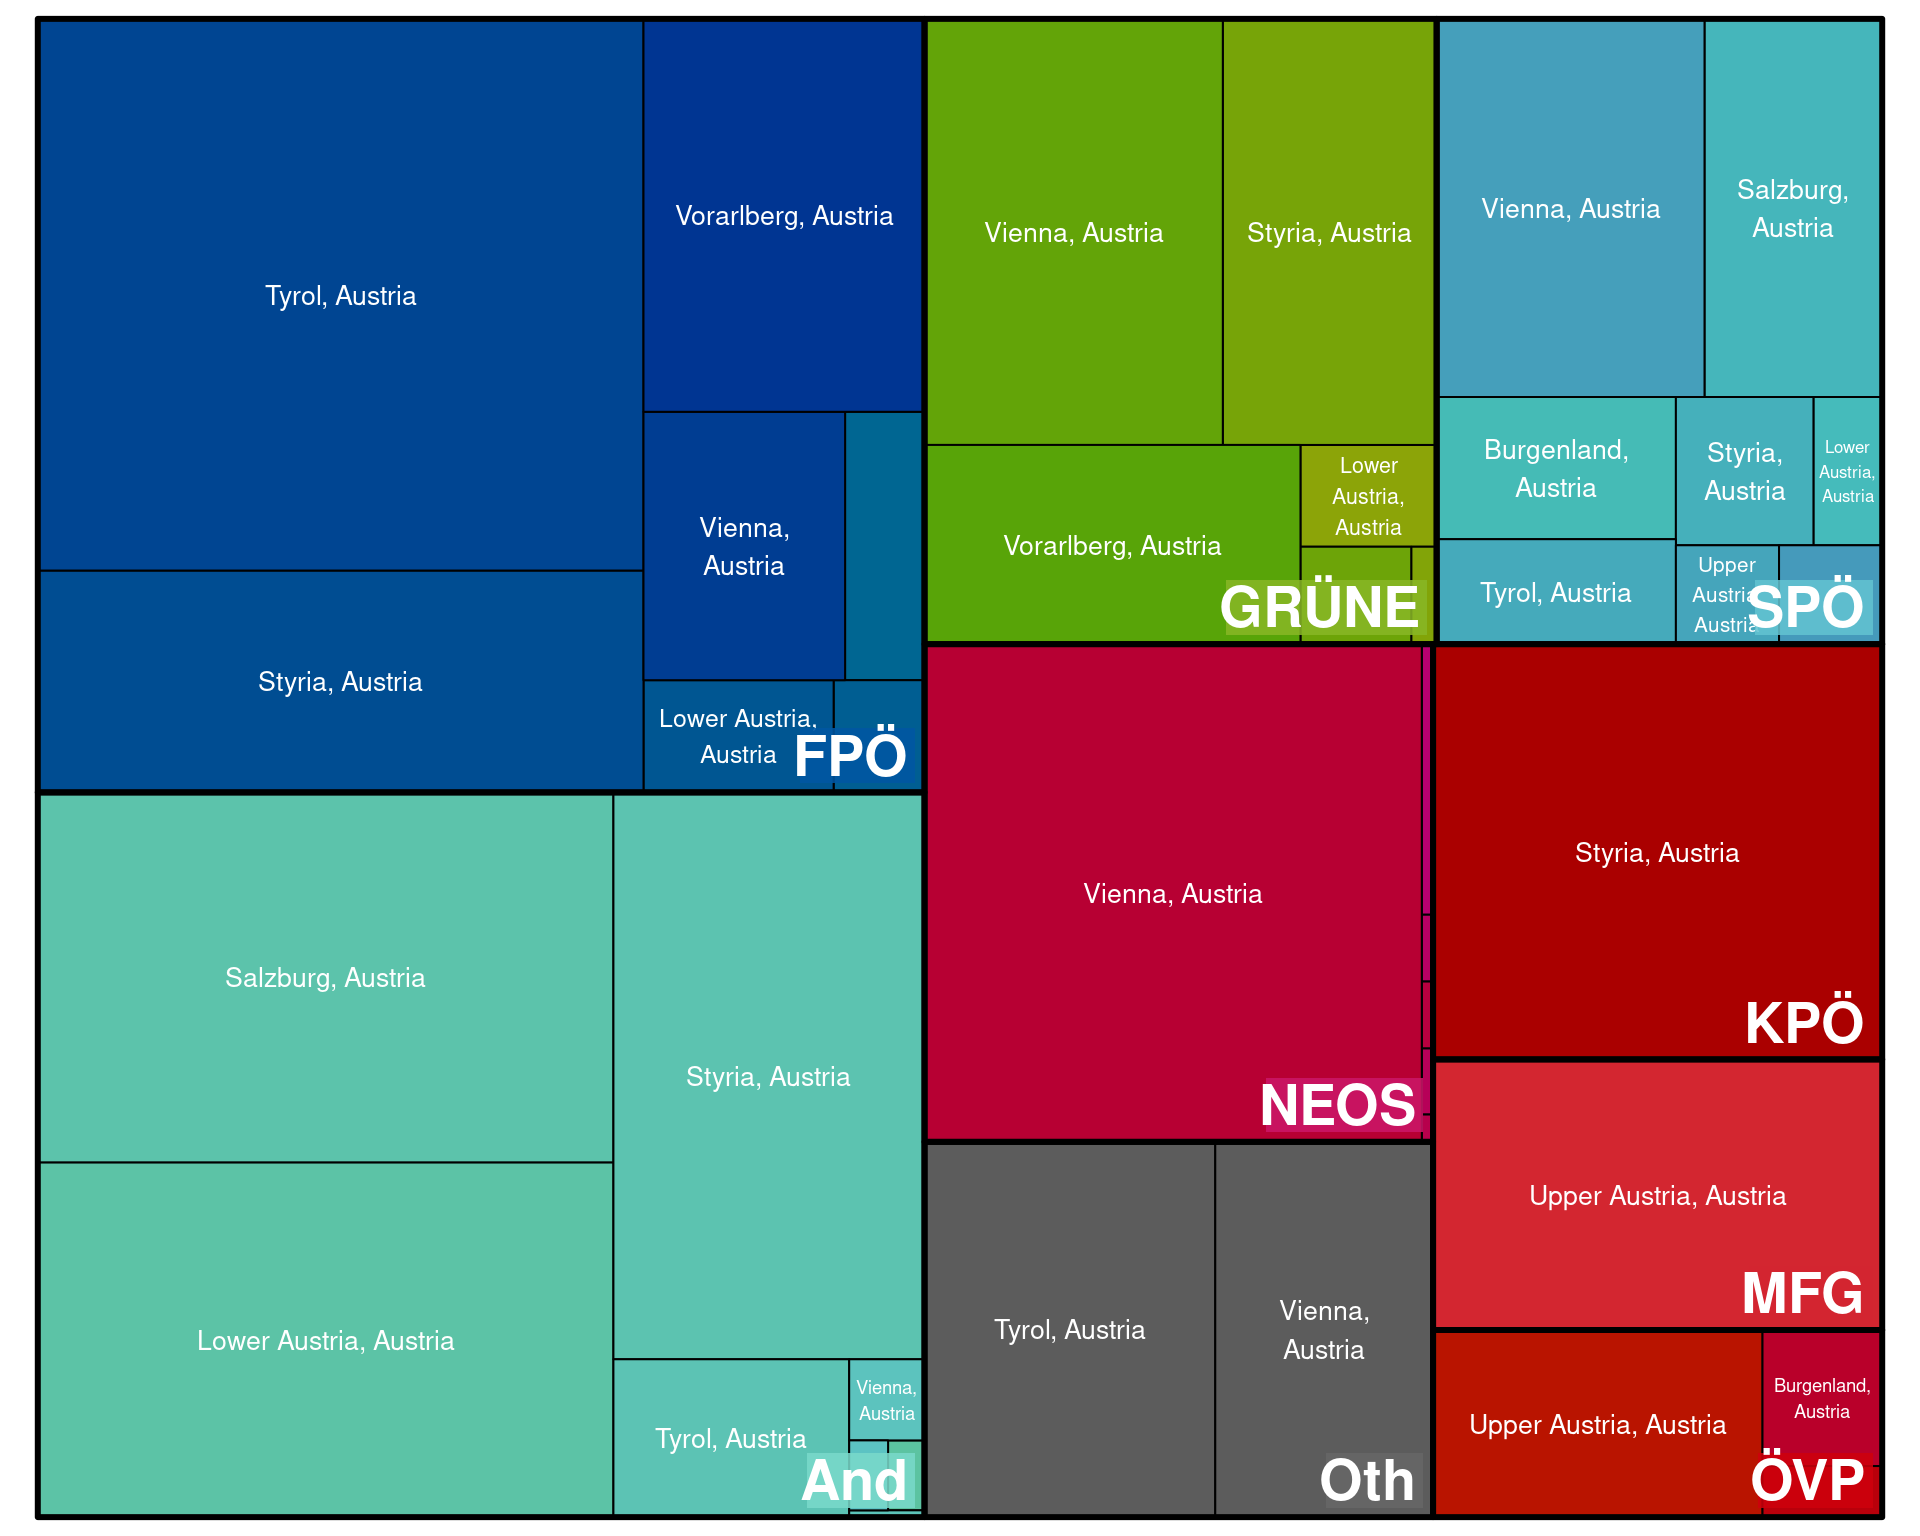 Tyrol, Austria
Styria, Austria
Vorarlberg, Austria
Vienna,
Austria
Lower Austria,
Austria
FPÖ
Vienna, Austria
Styria, Austria
Vorarlberg, Austria
Lower
Austria,
Austria
GRÜNE
Vienna, Austria
Salzburg,
Austria
Burgenland,
Austria
Styria,
Austria
Lower
Austria,
Austria
Tyrol, Austria
Upper
Austria,
Austria
SPÖ
Salzburg, Austria
Lower Austria, Austria
Styria, Austria
Tyrol, Austria
Vienna,
Austria
And
Vienna, Austria
NEOS
Styria, Austria
KPÖ
Upper Austria, Austria
MFG
Tyrol, Austria
Vienna,
Austria
Oth
Upper Austria, Austria
Burgenland,
Austria
ÖVP